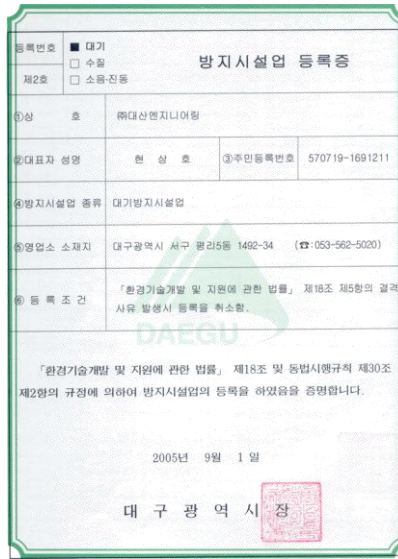 등록번호 ■ 대기
□ 수질
제2호 □ 소음·진동
방지시설업 등록증
①상 호 ㈜대산엔지니어링
②대표자 성명 현 상 호 ③주민등록번호 570719-1691211
④방지시설업 종류 대기방지시설업
⑤영업소 소재지 대구광역시 서구 평리5동 1492-34 (☎:053-562-5020)
⑥ 등 록 조 건 「환경기술개발 및 지원에 관한 법률」 제18조 제5항의 결격
사유 발생시 등록을 취소함.
DAEGU
「환경기술개발 및 지원에 관한 법률」 제18조 및 동법시행규칙 제30조
제2항의 규정에 의하여 방지시설업의 등록을 하였음을 증명합니다.
2005년 9월 1일
대 구 광 역 시 장